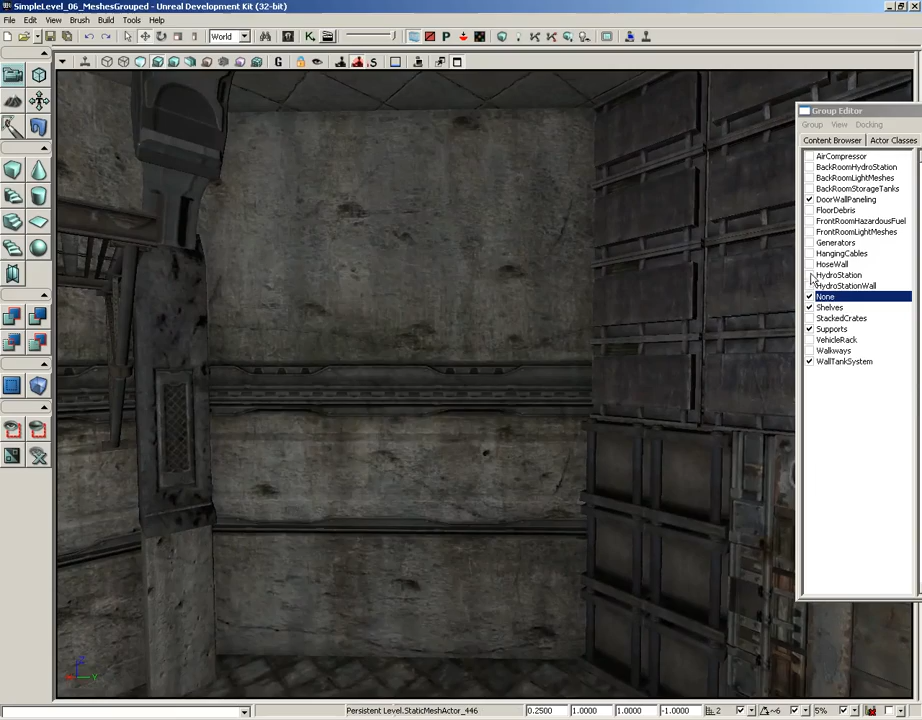 SimpleLevel_06_MeshesGrouped - Unreal Development Kit (32-bit)
File Edit View Brush Build Tools Help
World
Group Editor
Group View Docking
Content Browser Actor Classes
AirCompressor
BackRoomHydroStation
BackRoomLightMeshes
BackRoomStorageTanks
DoorWallPaneling
FloorDebris
FrontRoomHazardousFuel
FrontRoomLightMeshes
Generators
HangingCables
HoseWall
HydroStation
HydroStationWall
None
Shelves
StackedCrates
Supports
VehicleRack
Walkways
WallTankSystem
Persistent Level.StaticMeshActor_446 0.2500 1.0000 1.0000 -1.0000 2 ~6 5%